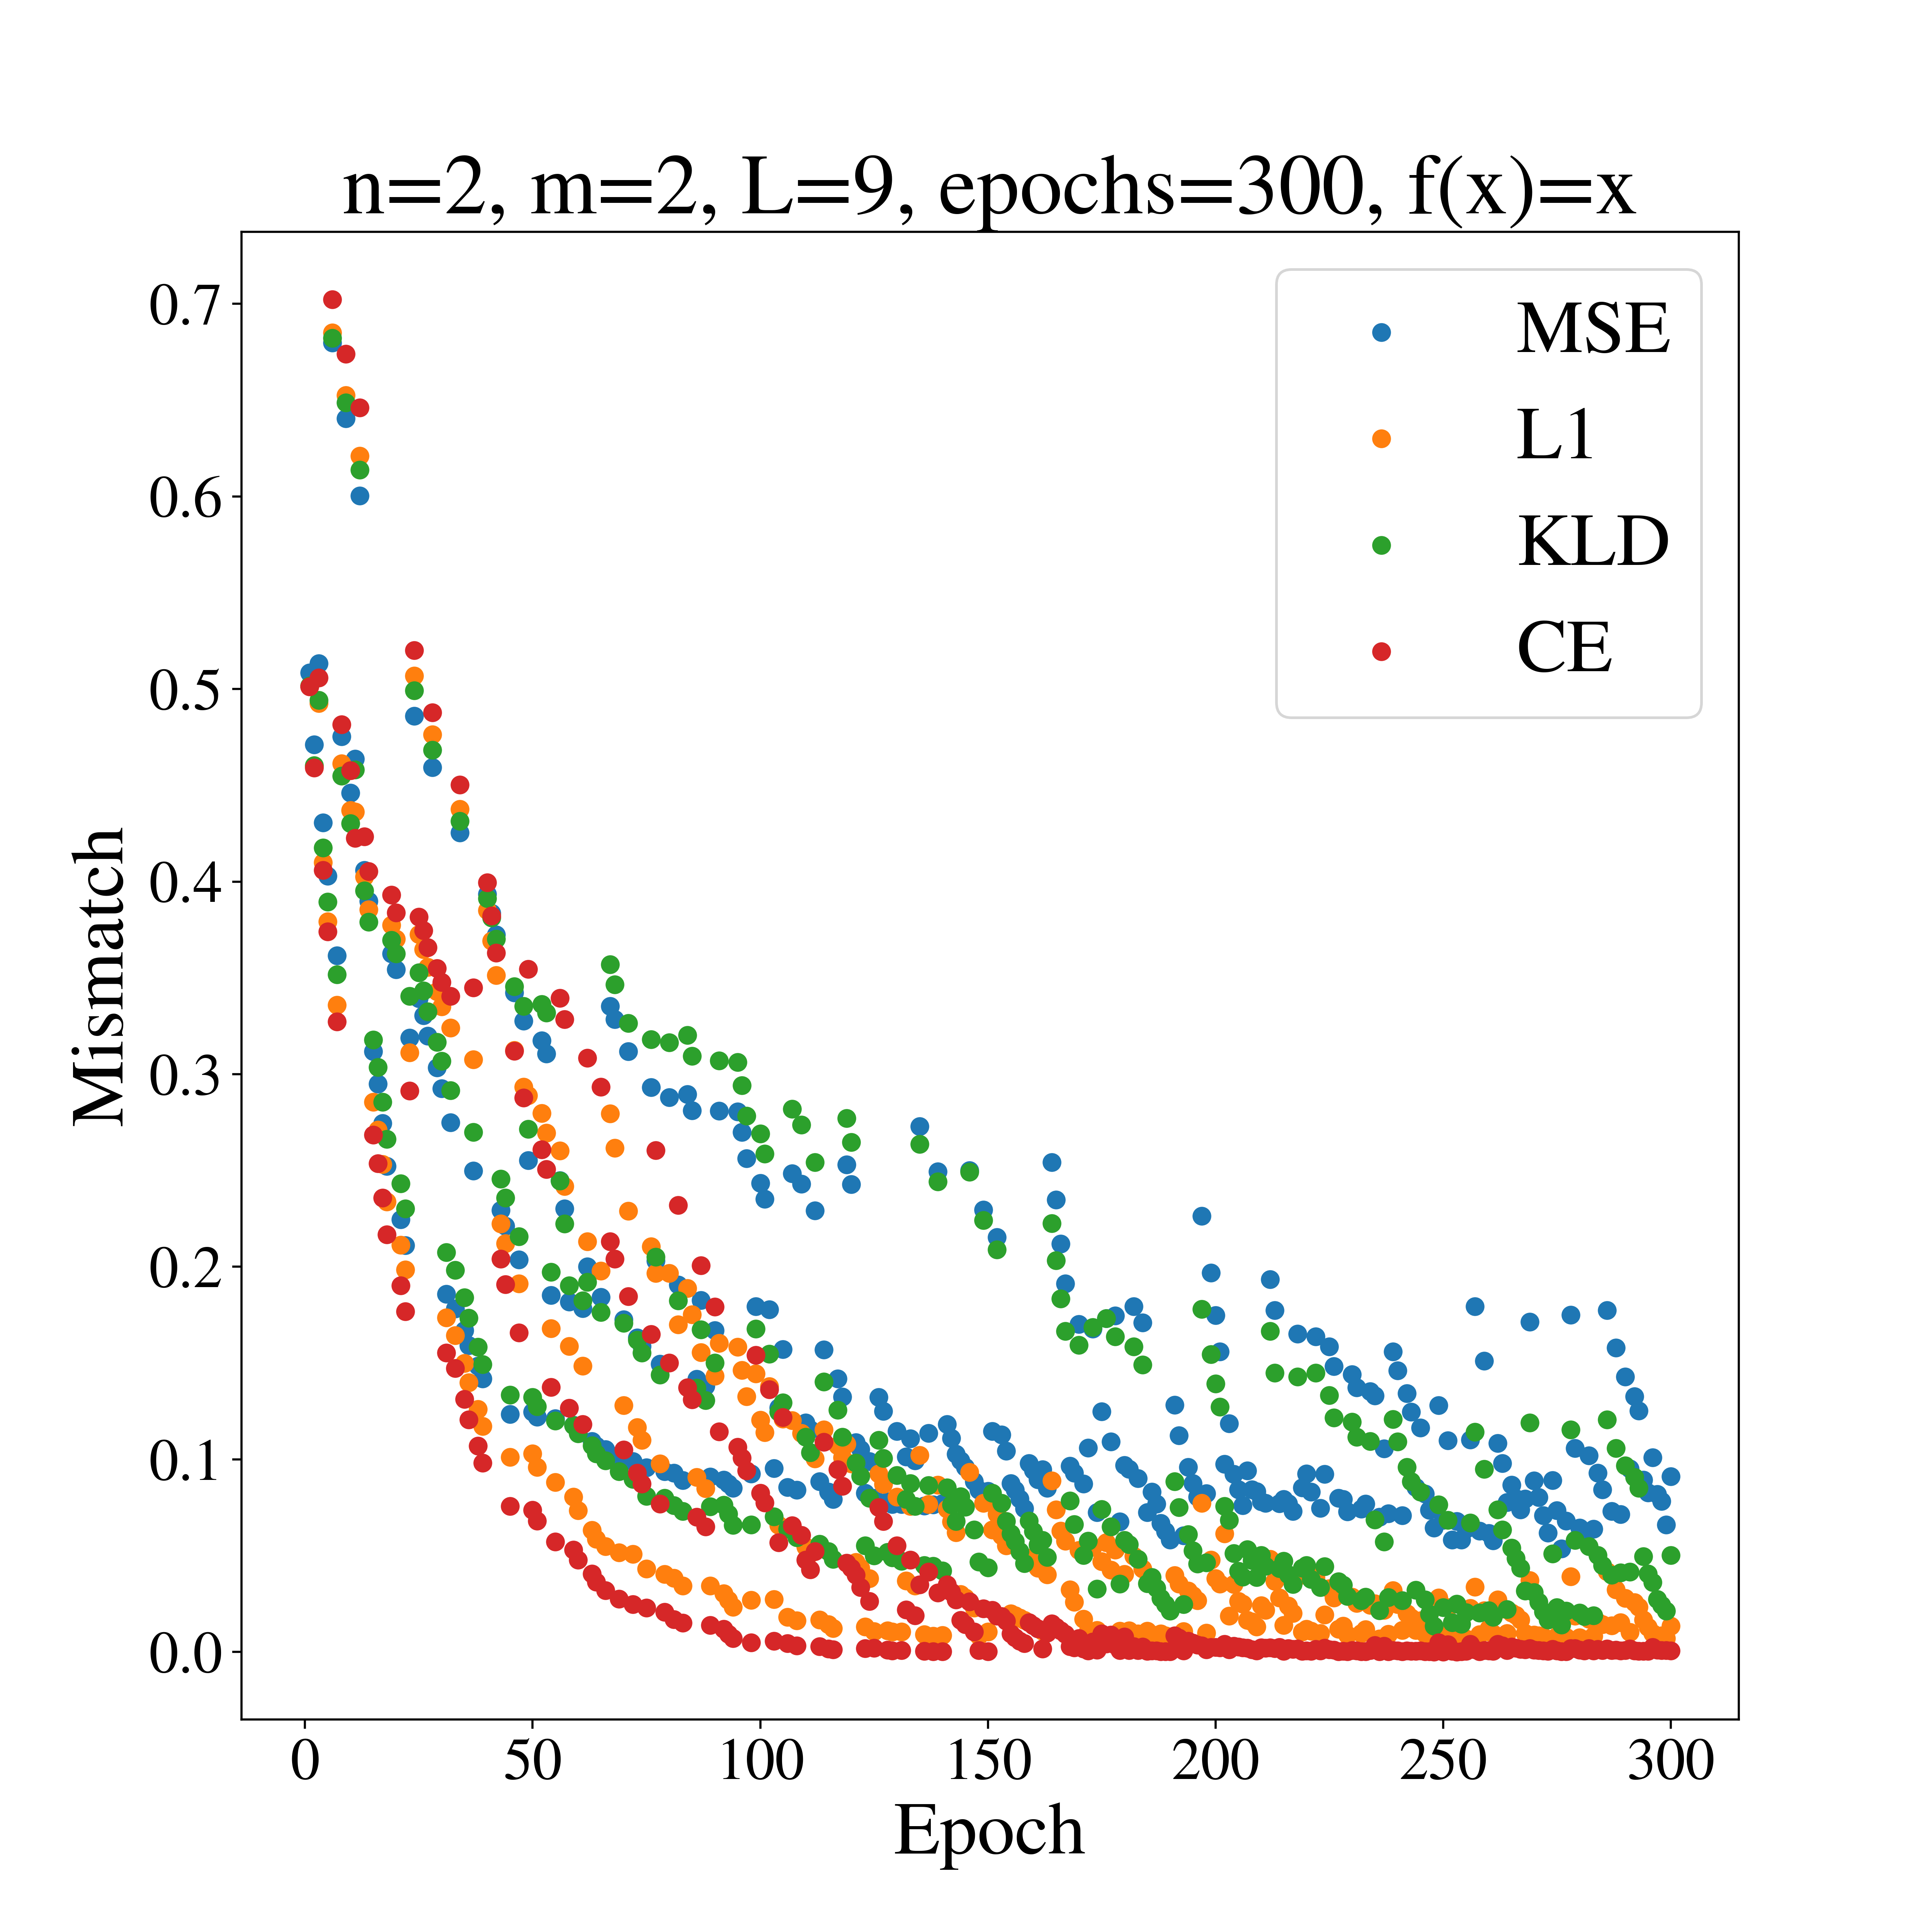 n=2, m=2, L=9, epochs=300, f(x)=x
MSE
L1
KLD
CE
Mismatch
0.7
0.6
0.5
0.4
0.3
0.2
0.1
0.0
0 50 100 150 200 250 300
Epoch